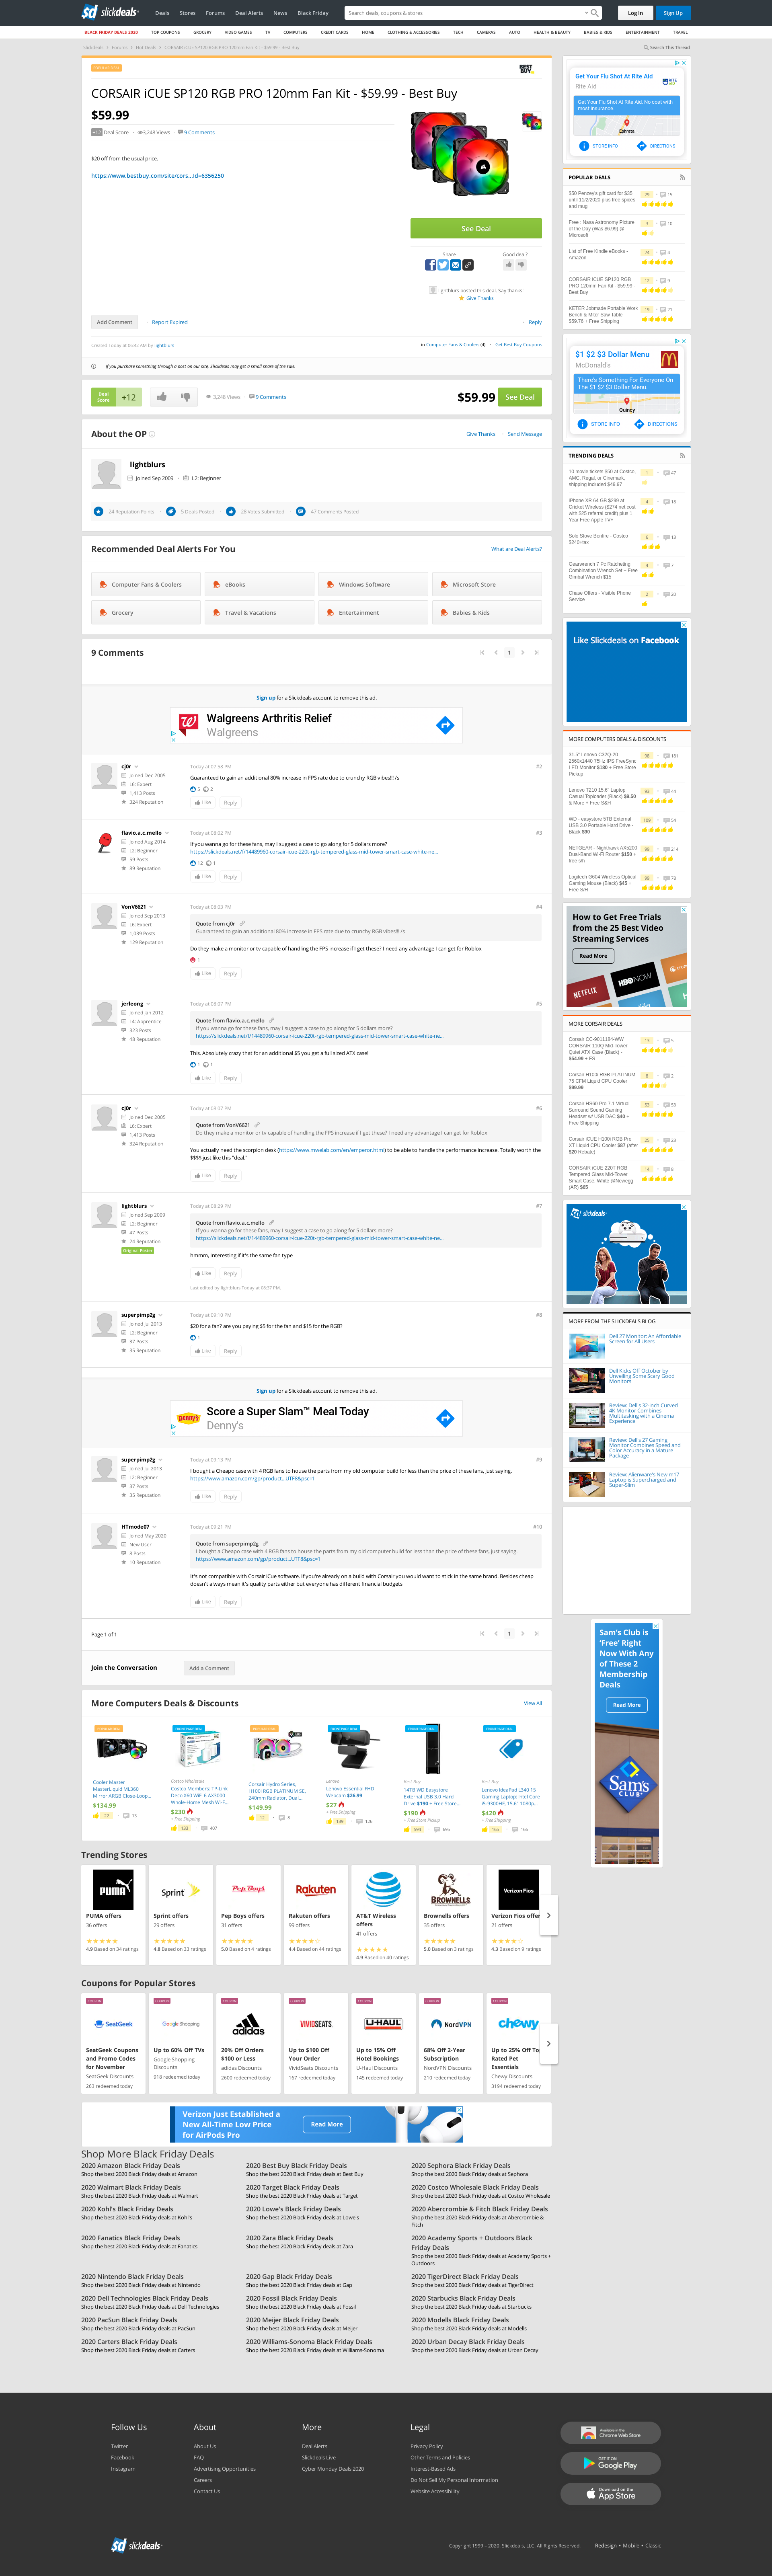 slickdeals
Deals Stores Forums Deal Alerts News Black Friday
Search deals, coupons & stores
Log In Sign Up
BLACK FRIDAY DEALS 2020 TOP COUPONS GROCERY VIDEO GAMES TV COMPUTERS CREDIT CARDS HOME CLOTHING & ACCESSORIES TECH CAMERAS AUTO HEALTH & BEAUTY BABIES & KIDS ENTERTAINMENT TRAVEL
Slickdeals > Forums > Hot Deals > CORSAIR iCUE SP120 RGB PRO 120mm Fan Kit - $59.99 - Best Buy
Search This Thread
BEST BUY
CORSAIR iCUE SP120 RGB PRO 120mm Fan Kit - $59.99 - Best Buy
$59.99
+12 Deal Score 3,248 Views 9 Comments
$20 off from the usual price.
https://www.bestbuy.com/site/cors...Id=6356250
See Deal
Share Good deal?
lightblurs posted this deal. Say thanks!
Give Thanks
Add Comment Report Expired Reply
Created Today at 06:42 AM by lightblurs
in Computer Fans & Coolers (4) Get Best Buy Coupons
If you purchase something through a post on our site, Slickdeals may get a small share of the sale.
Deal Score +12 3,248 Views 9 Comments $59.99 See Deal
About the OP
Give Thanks Send Message
lightblurs
Joined Sep 2009 L2: Beginner
24 Reputation Points 5 Deals Posted 28 Votes Submitted 47 Comments Posted
Recommended Deal Alerts For You
What are Deal Alerts?
Computer Fans & Coolers eBooks Windows Software Microsoft Store
Grocery Travel & Vacations Entertainment Babies & Kids
9 Comments
1
Sign up for a Slickdeals account to remove this ad.
Walgreens Arthritis Relief
Walgreens
cj0r
Joined Dec 2005
L6: Expert
1,413 Posts
324 Reputation
Today at 07:58 PM #2
Guaranteed to gain an additional 80% increase in FPS rate due to crunchy RGB vibes!!! /s
5 2
Like Reply
flavio.a.c.mello
Joined Aug 2014
L2: Beginner
59 Posts
89 Reputation
Today at 08:02 PM #3
If you wanna go for these fans, may I suggest a case to go along for 5 dollars more?
https://slickdeals.net/f/14489960-corsair-icue-220t-rgb-tempered-glass-mid-tower-smart-case-white-ne...
12 1
Like Reply
VonV6621
Joined Sep 2013
L6: Expert
1,039 Posts
129 Reputation
Today at 08:03 PM #4
Quote from cj0r
Guaranteed to gain an additional 80% increase in FPS rate due to crunchy RGB vibes!!! /s
Do they make a monitor or tv capable of handling the FPS increase if I get these? I need any advantage I can get for Roblox
1
Like Reply
jerleong
Joined Jan 2012
L4: Apprentice
323 Posts
48 Reputation
Today at 08:07 PM #5
Quote from flavio.a.c.mello
If you wanna go for these fans, may I suggest a case to go along for 5 dollars more?
https://slickdeals.net/f/14489960-corsair-icue-220t-rgb-tempered-glass-mid-tower-smart-case-white-ne...
This. Absolutely crazy that for an additional $5 you get a full sized ATX case!
1 1
Like Reply
cj0r
Joined Dec 2005
L6: Expert
1,413 Posts
324 Reputation
Today at 08:07 PM #6
Quote from VonV6621
Do they make a monitor or tv capable of handling the FPS increase if I get these? I need any advantage I can get for Roblox
You actually need the scorpion desk (https://www.mwelab.com/en/emperor.html) to be able to handle the performance increase. Totally worth the
$$$$ just like this "deal."
Like Reply
lightblurs
Joined Sep 2009
L2: Beginner
47 Posts
24 Reputation
Original Poster
Today at 08:29 PM #7
Quote from flavio.a.c.mello
If you wanna go for these fans, may I suggest a case to go along for 5 dollars more?
https://slickdeals.net/f/14489960-corsair-icue-220t-rgb-tempered-glass-mid-tower-smart-case-white-ne...
hmmm, interesting if it's the same fan type
Like Reply
Last edited by lightblurs Today at 08:37 PM.
superpimp2g
Joined Jul 2013
L2: Beginner
37 Posts
35 Reputation
Today at 09:10 PM #8
$20 for a fan? are you paying $5 for the fan and $15 for the RGB?
1
Like Reply
Sign up for a Slickdeals account to remove this ad.
Denny's
Score a Super Slam™ Meal Today
Denny's
superpimp2g
Joined Jul 2013
L2: Beginner
37 Posts
35 Reputation
Today at 09:13 PM #9
I bought a Cheapo case with 4 RGB fans to house the parts from my old computer build for less than the price of these fans, just saying.
https://www.amazon.com/gp/product...UTF8&psc=1
Like Reply
HTmode07
Joined May 2020
New User
8 Posts
10 Reputation
Today at 09:21 PM #10
Quote from superpimp2g
I bought a Cheapo case with 4 RGB fans to house the parts from my old computer build for less than the price of these fans, just saying.
https://www.amazon.com/gp/product...UTF8&psc=1
It's not compatible with Corsair iCue software. If you're already on a build with Corsair you would want to stick in the same brand. Besides cheap
doesn't always mean it's quality parts either but everyone has different financial budgets
Like Reply
Page 1 of 1
1
Join the Conversation Add a Comment
More Computers Deals & Discounts View All
Cooler Master MasterLiquid ML360 Mirror ARGB Close-Loop...
$134.99
22 13
Costco Wholesale
Costco Members: TP-Link Deco X60 WiFi 6 AX3000 Whole-Home Mesh Wi-F...
$230
+ Free Shipping
133 407
Corsair Hydro Series, H100i RGB PLATINUM SE, 240mm Radiator, Dual...
$149.99
12 8
Lenovo
Lenovo Essential FHD Webcam $26.99
$27
+ Free Shipping
139 126
Best Buy
14TB WD Easystore External USB 3.0 Hard Drive $190 + Free Store...
$190
+ Free Store Pickup
Best Buy
Lenovo IdeaPad L340 15 Gaming Laptop: Intel Core i5-9300HF, 15.6" 1080p...
$420
+ Free Shipping
166
Trending Stores
PUMA offers
36 offers
4.9 Based on 34 ratings
Sprint offers
29 offers
4.8 Based on 33 ratings
Pep Boys offers
31 offers
5.0 Based on 4 ratings
Rakuten offers
99 offers
4.4 Based on 44 ratings
AT&T Wireless offers
41 offers
4.9 Based on 40 ratings
Brownells offers
35 offers
5.0 Based on 3 ratings
Verizon Fios
Verizon Fios offers
21 offers
4.3 Based on 9 ratings
Coupons for Popular Stores
SeatGeek
SeatGeek Coupons and Promo Codes for November
SeatGeek Discounts
263 redeemed today
Google Shopping
Up to 60% Off TVs
Google Shopping Discounts
918 redeemed today
adidas
20% Off Orders $100 or Less
adidas Discounts
2600 redeemed today
VIVIDSEATS
Up to $100 Off Your Order
VividSeats Discounts
167 redeemed today
U-HAUL
Up to 15% Off Hotel Bookings
U-Haul Discounts
145 redeemed today
NordVPN
68% Off 2-Year Subscription
NordVPN Discounts
210 redeemed today
chewy
Up to 25% Off Top Rated Pet Essentials
Chewy Discounts
3194 redeemed today
Verizon Just Established a
New All-Time Low Price
for AirPods Pro
Read More
Shop More Black Friday Deals
2020 Amazon Black Friday Deals
Shop the best 2020 Black Friday deals at Amazon
2020 Best Buy Black Friday Deals
Shop the best 2020 Black Friday deals at Best Buy
2020 Sephora Black Friday Deals
Shop the best 2020 Black Friday deals at Sephora
2020 Walmart Black Friday Deals
Shop the best 2020 Black Friday deals at Walmart
2020 Target Black Friday Deals
Shop the best 2020 Black Friday deals at Target
2020 Costco Wholesale Black Friday Deals
Shop the best 2020 Black Friday deals at Costco Wholesale
2020 Kohl's Black Friday Deals
Shop the best 2020 Black Friday deals at Kohl's
2020 Lowe's Black Friday Deals
Shop the best 2020 Black Friday deals at Lowe's
2020 Abercrombie & Fitch Black Friday Deals
Shop the best 2020 Black Friday deals at Abercrombie & Fitch
2020 Fanatics Black Friday Deals
Shop the best 2020 Black Friday deals at Fanatics
2020 Zara Black Friday Deals
Shop the best 2020 Black Friday deals at Zara
2020 Academy Sports + Outdoors Black Friday Deals
Shop the best 2020 Black Friday deals at Academy Sports + Outdoors
2020 Nintendo Black Friday Deals
Shop the best 2020 Black Friday deals at Nintendo
2020 Gap Black Friday Deals
Shop the best 2020 Black Friday deals at Gap
2020 TigerDirect Black Friday Deals
Shop the best 2020 Black Friday deals at TigerDirect
2020 Dell Technologies Black Friday Deals
Shop the best 2020 Black Friday deals at Dell Technologies
2020 Fossil Black Friday Deals
Shop the best 2020 Black Friday deals at Fossil
2020 Starbucks Black Friday Deals
Shop the best 2020 Black Friday deals at Starbucks
2020 PacSun Black Friday Deals
Shop the best 2020 Black Friday deals at PacSun
2020 Meijer Black Friday Deals
Shop the best 2020 Black Friday deals at Meijer
2020 Modells Black Friday Deals
Shop the best 2020 Black Friday deals at Modells
2020 Carters Black Friday Deals
Shop the best 2020 Black Friday deals at Carters
2020 Williams-Sonoma Black Friday Deals
Shop the best 2020 Black Friday deals at Williams-Sonoma
2020 Urban Decay Black Friday Deals
Shop the best 2020 Black Friday deals at Urban Decay
Get Your Flu Shot At Rite Aid
Rite Aid
Get Your Flu Shot At Rite Aid. No cost with most insurance.
Ephrata
STORE INFO DIRECTIONS
POPULAR DEALS
$50 Penzey's gift card for $35 until 11/2/2020 plus free spices and mug
29 15
Free : Nasa Astronomy Picture of the Day (Was $6.99) @ Microsoft
3 10
List of Free Kindle eBooks - Amazon
24 4
CORSAIR iCUE SP120 RGB PRO 120mm Fan Kit - $59.99 - Best Buy
12 9
KETER Jobmade Portable Work Bench & Miter Saw Table $59.76 + Free Shipping
19 21
$1 $2 $3 Dollar Menu
McDonald's
There's Something For Everyone On The $1 $2 $3 Dollar Menu.
Quincy
STORE INFO DIRECTIONS
TRENDING DEALS
10 movie tickets $50 at Costco, AMC, Regal, or Cinemark, shipping included $49.97
1 47
iPhone XR 64 GB $299 at Cricket Wireless ($274 net cost with $25 referral credit) plus 1 Year Free Apple TV+
4 18
Solo Stove Bonfire - Costco $240+tax
6 13
Gearwrench 7 Pc Ratcheting Combination Wrench Set + Free Gimbal Wrench $15
4 7
Chase Offers - Visible Phone Service
2 20
Like Slickdeals on Facebook
MORE COMPUTERS DEALS & DISCOUNTS
31.5" Lenovo C32Q-20 2560x1440 75Hz IPS FreeSync LED Monitor $180 + Free Store Pickup
181
Lenovo T210 15.6" Laptop Casual Toploader (Black) $9.50 & More + Free S&H
93 44
WD - easystore 5TB External USB 3.0 Portable Hard Drive - Black $90
54
NETGEAR - Nighthawk AX5200 Dual-Band Wi-Fi Router $150 + free s/h
214
Logitech G604 Wireless Optical Gaming Mouse (Black) $45 + Free S/H
78
How to Get Free Trials
from the 25 Best Video
Streaming Services
Read More
NETFLIX HBO NOW
MORE CORSAIR DEALS
Corsair CC-9011184-WW CORSAIR 110Q Mid-Tower Quiet ATX Case (Black) - $54.99 + FS
13 5
Corsair H100i RGB PLATINUM 75 CFM Liquid CPU Cooler $99.99
2
Corsair HS60 Pro 7.1 Virtual Surround Sound Gaming Headset w/ USB DAC $40 + Free Shipping
53 53
Corsair iCUE H100i RGB Pro XT Liquid CPU Cooler $87 (after $20 Rebate)
25 23
CORSAIR iCUE 220T RGB Tempered Glass Mid-Tower Smart Case, White @Newegg (AR) $65
14 8
slickdeals
MORE FROM THE SLICKDEALS BLOG
Dell 27 Monitor: An Affordable Screen for All Users
Dell Kicks Off October by Unveiling Some Scary Good Monitors
Review: Dell's 32-inch Curved 4K Monitor Combines Multitasking with a Cinema Experience
Review: Dell's 27 Gaming Monitor Combines Speed and Color Accuracy in a Mature Package
Review: Alienware's New m17 Laptop is Supercharged and Super-Slim
Sam's Club is
'Free' Right
Now With Any
of These 2
Membership
Deals
Read More
Sam's CLUB
Follow Us About More Legal
Twitter
Facebook
Instagram
About Us
FAQ
Advertising Opportunities
Careers
Contact Us
Deal Alerts
Slickdeals Live
Cyber Monday Deals 2020
Privacy Policy
Other Terms and Policies
Interest-Based Ads
Do Not Sell My Personal Information
Website Accessibility
Available in the Chrome Web Store
GET IT ON Google Play
Download on the App Store
slickdeals
Copyright 1999 – 2020. Slickdeals, LLC. All Rights Reserved. Redesign + Mobile + Classic